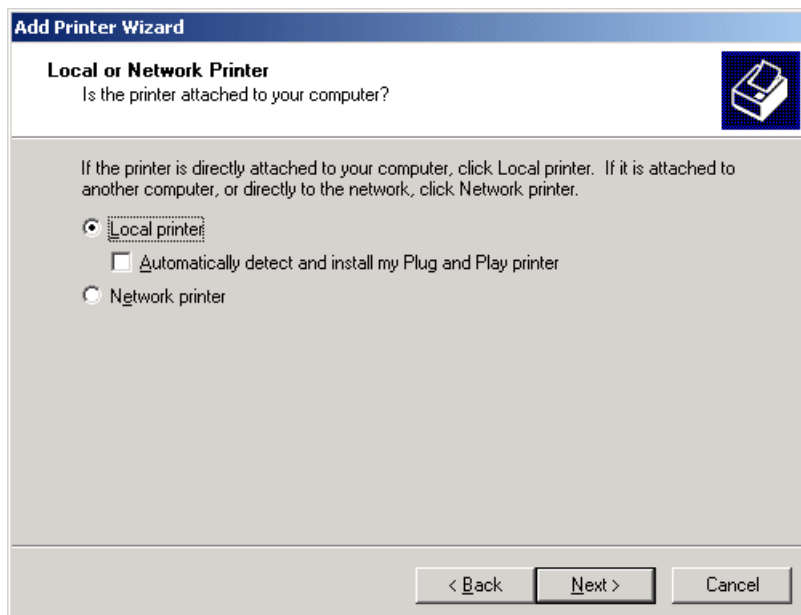 Add Printer Wizard
Local or Network Printer
Is the printer attached to your computer?
If the printer is directly attached to your computer, click Local printer. If it is attached to
another computer, or directly to the network, click Network printer.
Local printer
Automatically detect and install my Plug and Play printer
Network printer
< Back
Next >
Cancel